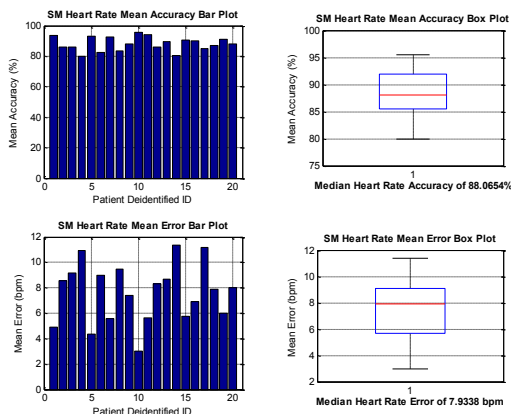 SM Heart Rate Mean Accuracy Bar Plot
Mean Accuracy (%)
100
80
60
40
20
0
0 5 10 15 20
Patient Deidentified ID
SM Heart Rate Mean Accuracy Box Plot
Mean Accuracy (%)
100
95
90
85
80
75
1
Median Heart Rate Accuracy of 88.0654%
SM Heart Rate Mean Error Bar Plot
Mean Error (bpm)
12
10
8
6
4
2
0
0 5 10 15 20
Patient Deidentified ID
SM Heart Rate Mean Error Box Plot
Mean Error (bpm)
12
10
8
6
4
2
1
Median Heart Rate Error of 7.9338 bpm